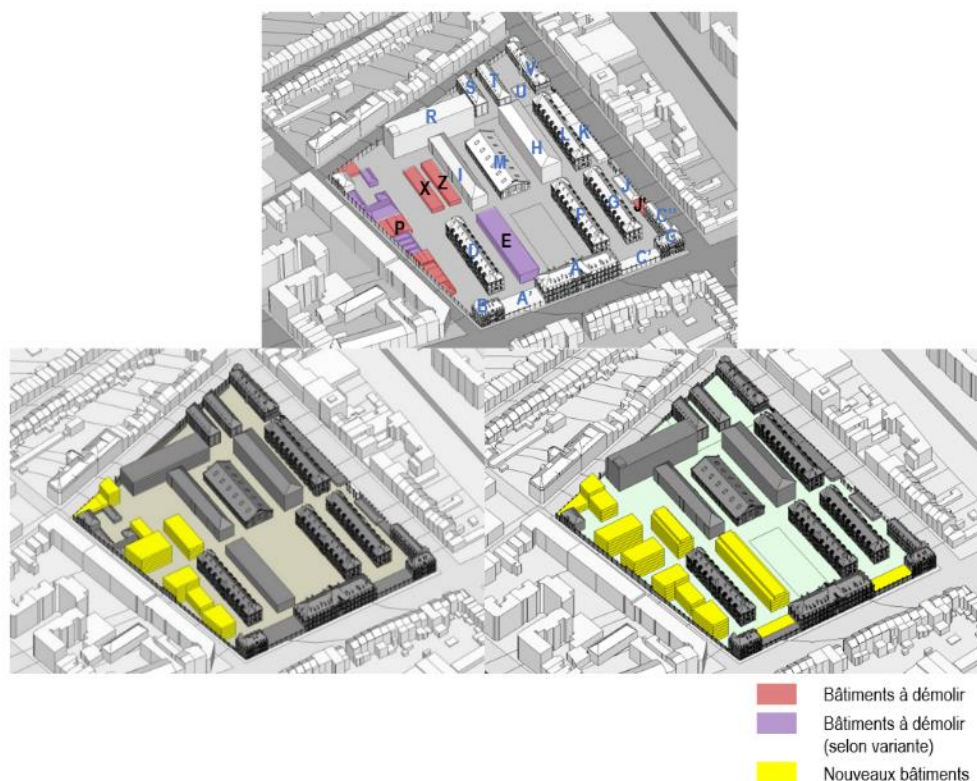 V
T
U
S
R
K
L
H
M
I
Z
X
J
J'
G
F
C''
P
E
D
C
C'
A
A'
B
Bâtiments à démolir
Bâtiments à démolir
(selon variante)
Nouveaux bâtiments